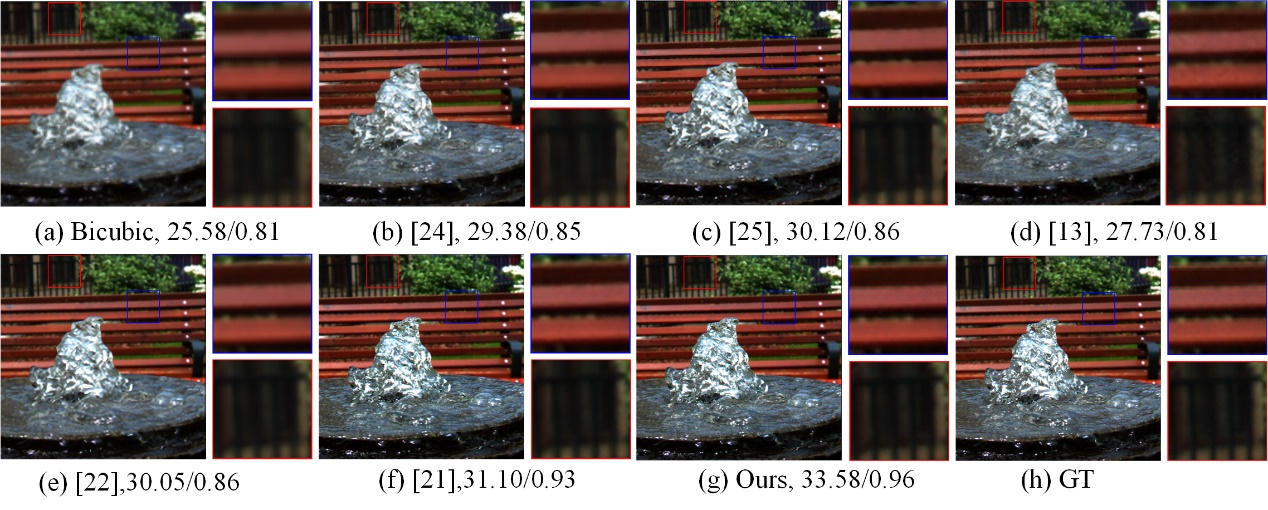 (a) Bicubic, 25.58/0.81
(b) [24], 29.38/0.85
(c) [25], 30.12/0.86
(d) [13], 27.73/0.81
(e) [22],30.05/0.86
(f) [21],31.10/0.93
(g) Ours, 33.58/0.96
(h) GT